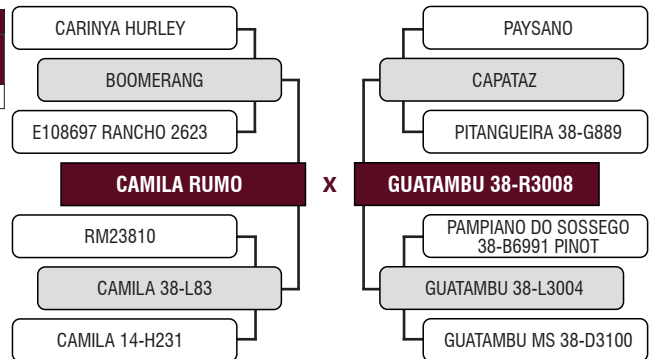 CARINYA HURLEY
BOOMERANG
E108697 RANCHO 2623
CAMILA RUMO
RM23810
CAMILA 38-L83
CAMILA 14-H231
X
PAYSANO
CAPATAZ
PITANGUEIRA 38-G889
GUATAMBU 38-R3008
PAMPIANO DO SOSSEGO
38-B6991 PINOT
GUATAMBU 38-L3004
GUATAMBU MS 38-D3100